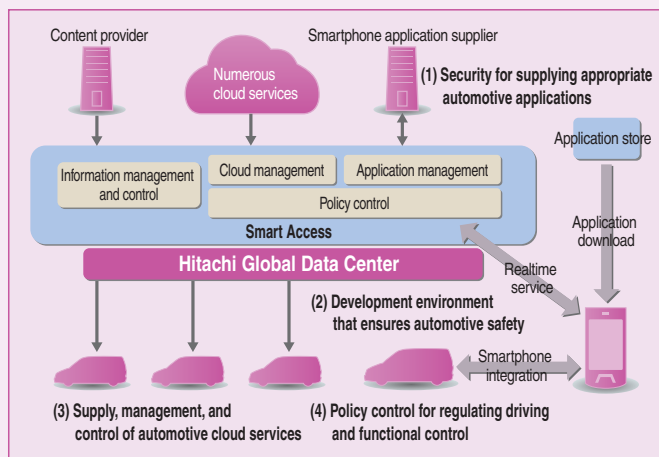 Content provider
Smartphone application supplier
Numerous
cloud services
(1) Security for supplying appropriate
automotive applications
Application store
Information management
and control
Cloud management
Application management
Policy control
Smart Access
Application
download
Hitachi Global Data Center
Realtime
service
(2) Development environment
that ensures automotive safety
Smartphone
integration
(3) Supply, management, and
control of automotive cloud services
(4) Policy control for regulating driving
and functional control